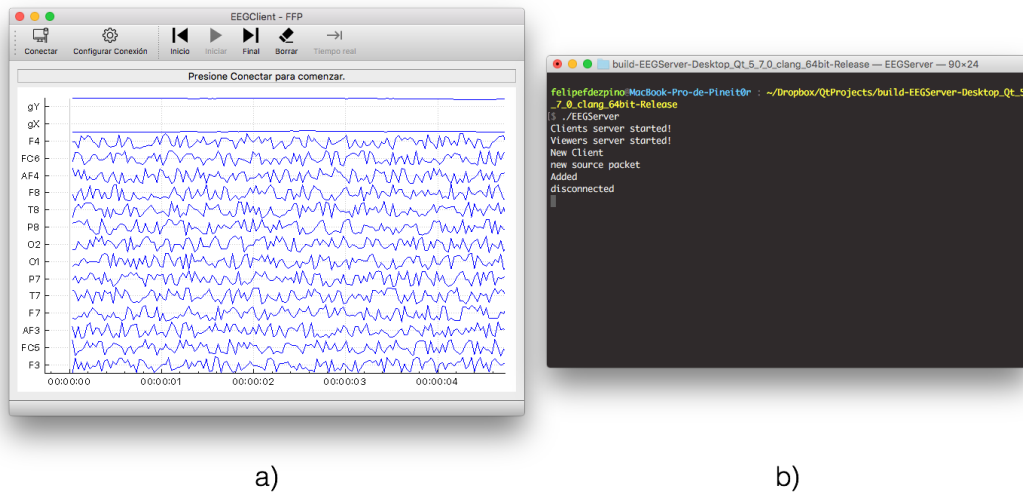 EEGClient - FFP
Conectar Configurar Conexión Inicio Iniciar Final Borrar Tiempo real
Presione Conectar para comenzar.
gY
gX
F4
FC6
AF4
F8
T8
P8
O2
O1
P7
T7
F7
AF3
FC5
F3
00:00:00 00:00:01 00:00:02 00:00:03 00:00:04
a)
build-EEGServer-Desktop_Qt_5_7_0_clang_64bit-Release — EEGServer — 90×24
felipefdezpino@MacBook-Pro-de-Pineit0r : ~/Dropbox/QtProjects/build-EEGServer-Desktop_Qt_5
_7_0_clang_64bit-Release
[$ ./EEGServer
Clients server started!
Viewers server started!
New Client
new source packet
Added
disconnected
b)